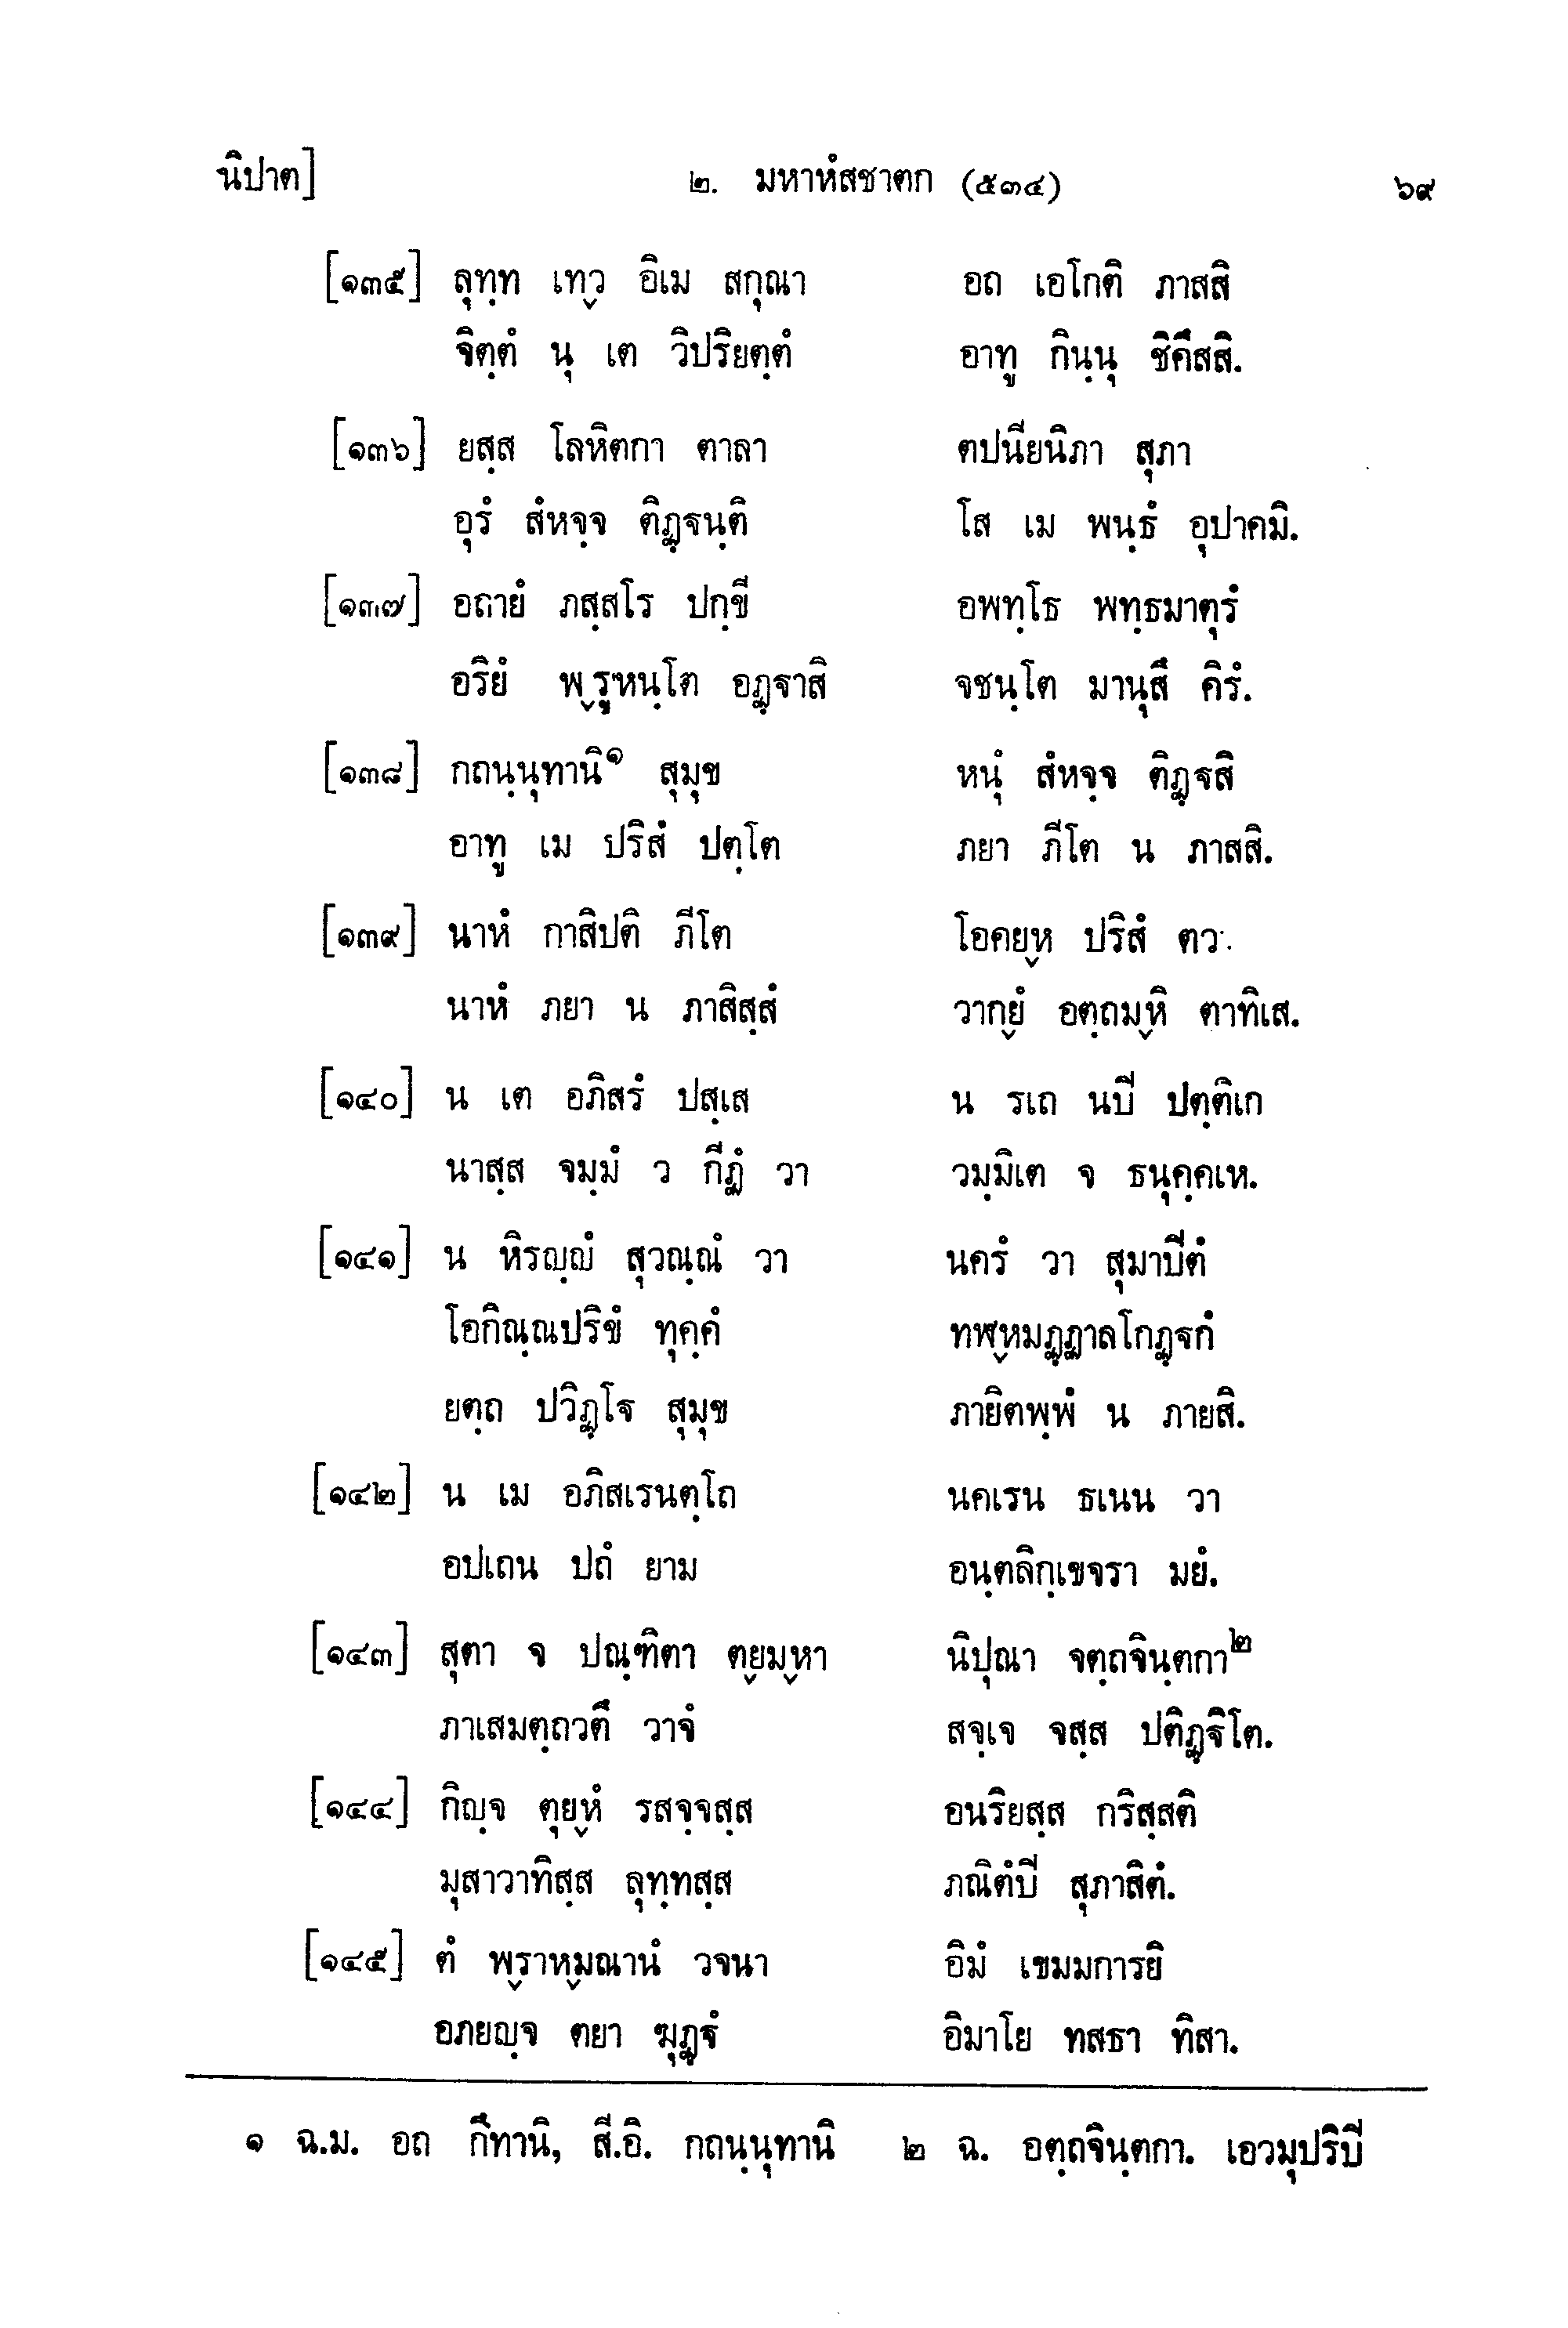 นิปาต] ๒. มหาหํสชาตก (๕๓๔) ๖๙
[๑๓๕] ลุทฺท เทฺว อิเม สกุณา อถ เอโกติ ภาสสิ
จิตฺตํ นุ เต วิปริยตฺตํ อาทู กินฺนุ ชิคึสสิ.
[๑๓๖] ยสฺส โลหิตกา ตาลา ตปนียนิภา สุภา
อุรํ สํหจฺจ ติฏฺฐนฺติ โส เม พนฺธํ อุปาคมิ.
[๑๓๗] อถายํ ภสฺสโร ปกฺขี อพทฺโธ พทฺธมาตุรํ
อริยํ พฺรูหนฺโต อฏฺฐาสิ จชนฺโต มานุสึ คิรํ.
[๑๓๘] กถนฺนุทานิ๑ สุมุข หนุํ สํหจฺจ ติฏฺฐสิ
อาทู เม ปริสํ ปตฺโต ภยา ภีโต น ภาสสิ.
[๑๓๙] นาหํ กาสิปติ ภีโต โอคยฺห ปริสํ ตว.
นาหํ ภยา น ภาสิสฺสํ วากฺยํ อตฺถมฺหิ ตาทิเส.
[๑๔๐] น เต อภิสรํ ปสฺเส น รเถ นปี ปตฺติเก
นาสฺส จมฺมํ ว กีฏํ วา วมฺมิเต จ ธนุคฺคเห.
[๑๔๑] น หิรญฺญํ สุวณฺณํ วา นครํ วา สุมาปิตํ
โอกิณฺณปริขํ ทุคฺคํ ทฬฺหมฏฺฏาลโกฏฺฐกํ
ยตฺถ ปวิฏฺโฐ สุมุข ภายิตพฺพํ น ภายสิ.
[๑๔๒] น เม อภิสเรนตฺโถ นคเรน ธเนน วา
อปเถน ปถํ ยาม อนฺตลิกฺเขจรา มยํ.
[๑๔๓] สุตา จ ปณฺฑิตา ตฺยมฺหา นิปุณา จตฺถจินฺตกา๒
ภาเสมตฺถวตึ วาจํ สจฺเจ จสฺส ปติฏฺฐิโต.
[๑๔๔] กิญฺจ ตุยฺหํ รสจฺจสฺส อนริยสฺส กริสฺสติ
มุสาวาทิสฺส ลุทฺทสฺส ภณิตํปี สุภาสิตํ.
[๑๔๕] ตํ พฺราหฺมณานํ วจนา อิมํ เขมมการยิ
อภยญฺจ ตยา ฆุฏฺฐํ อิมาโย ทสธา ทิสา.
๑ ฉ.ม. อถ กึทานิ, สี.อิ. กถนฺนุทานิ ๒ ฉ. อตฺถจินฺตกา. เอวมุปริปี